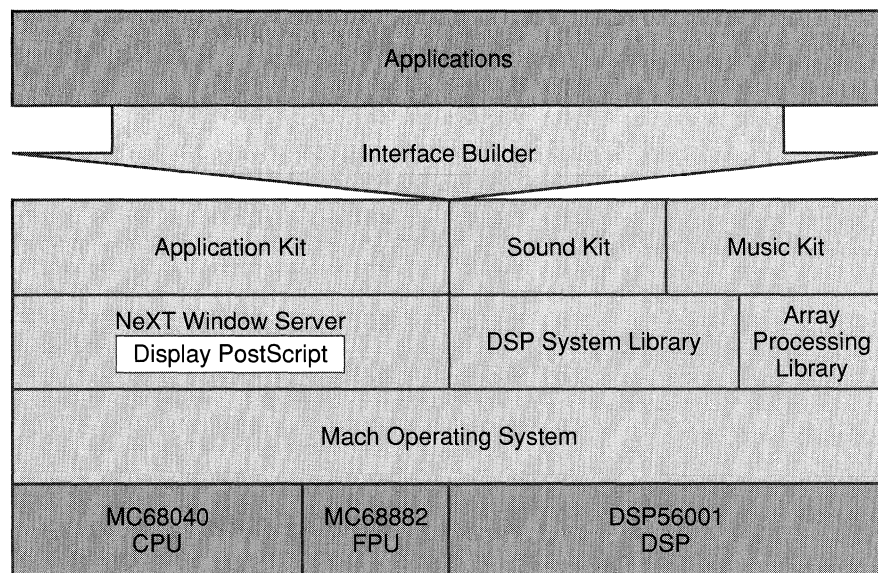 Applications
Interface Builder
Application Kit
Sound Kit
Music Kit
NeXT Window Server
Display PostScript
DSP System Library
Array
Processing
Library
Mach Operating System
MC68040
CPU
MC68882
FPU
DSP56001
DSP